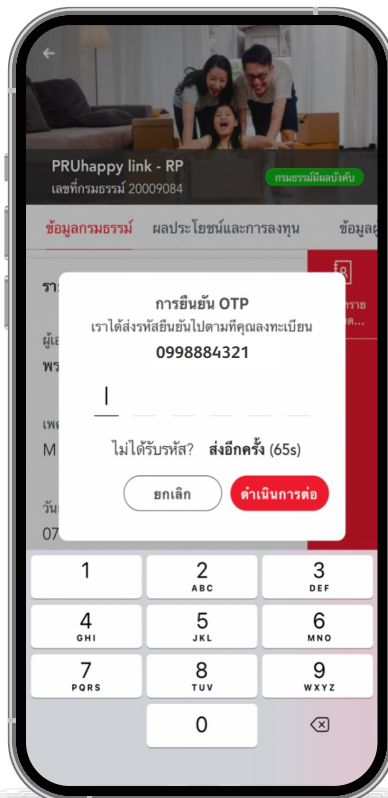 PRUhappy link - RP
เลขที่กรมธรรม์ 20009084
กรมธรรม์มีผลบังคับ
ข้อมูลกรมธรรม์ ผลประโยชน์และการลงทุน ข้อมูล
การยืนยัน OTP
เราได้ส่งรหัสยืนยันไปตามที่คุณลงทะเบียน
0998884321
ไม่ได้รับรหัส? ส่งอีกครั้ง (65s)
ยกเลิก ดำเนินการต่อ
M
07
1 2 3
ABC DEF
4 5 6
GHI JKL MNO
7 8 9
PQRS TUV WXYZ
0